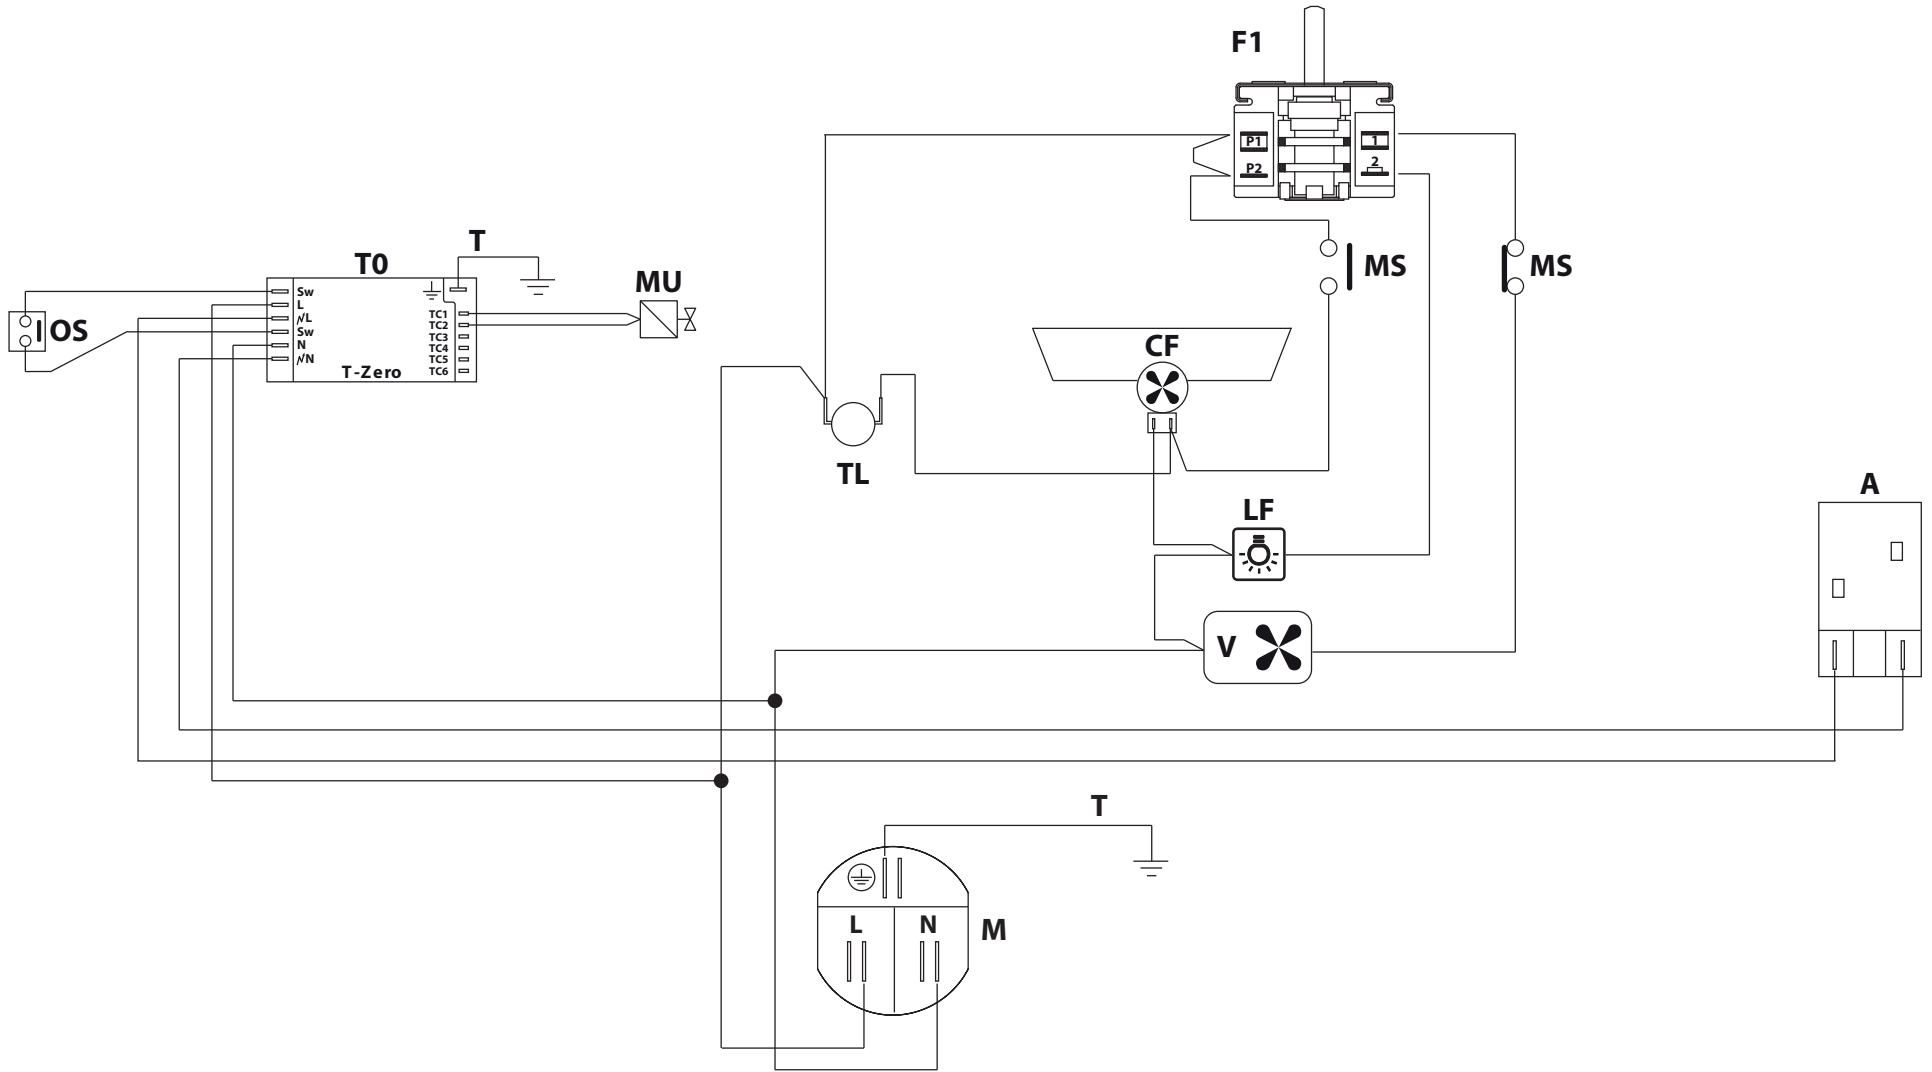 F1
P1
1
P2
2
T
T0
MU
MS
MS
Sw
L
L
Sw
N
N
TC1
TC2
TC3
TC4
TC5
TC6
T-Zero
OS
CF
TL
A
LF
V
T
L
N
M